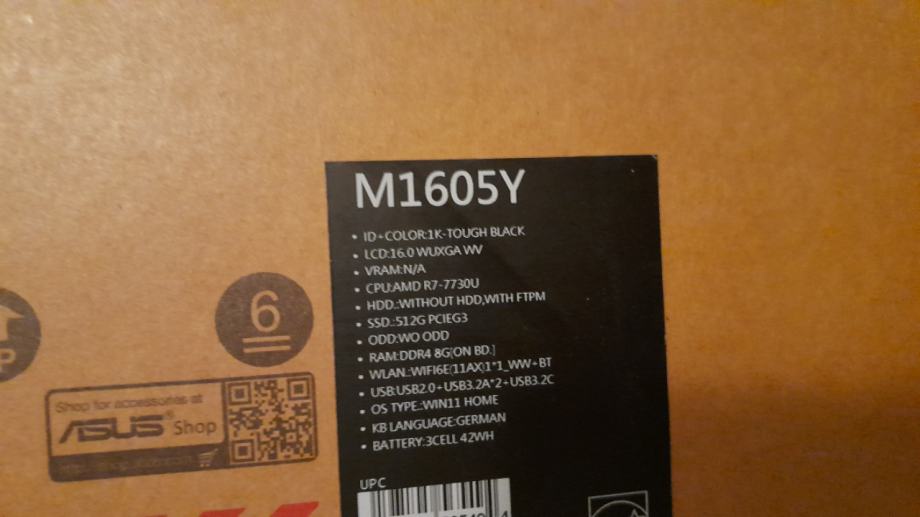 M1605Y
• ID+COLOR:1K-TOUGH BLACK
• LCD:16.0 WUXGA WV
• VRAM:N/A
• CPU:AMD R7-7730U
• HDD.:WITHOUT HDD,WITH FTPM
• SSD.:512G PCIEG3
• ODD:WO ODD
• RAM:DDR4 8G[ON BD.]
• WLAN.:WIFI6E(11AX)1*1_WW+BT
• USB:USB2.0+USB3.2A*2+USB3.2C
• OS TYPE.:WIN11 HOME
• KB LANGUAGE:GERMAN
• BATTERY:3CELL 42WH
UPC
6
Shop for accessories at
ASUS® Shop